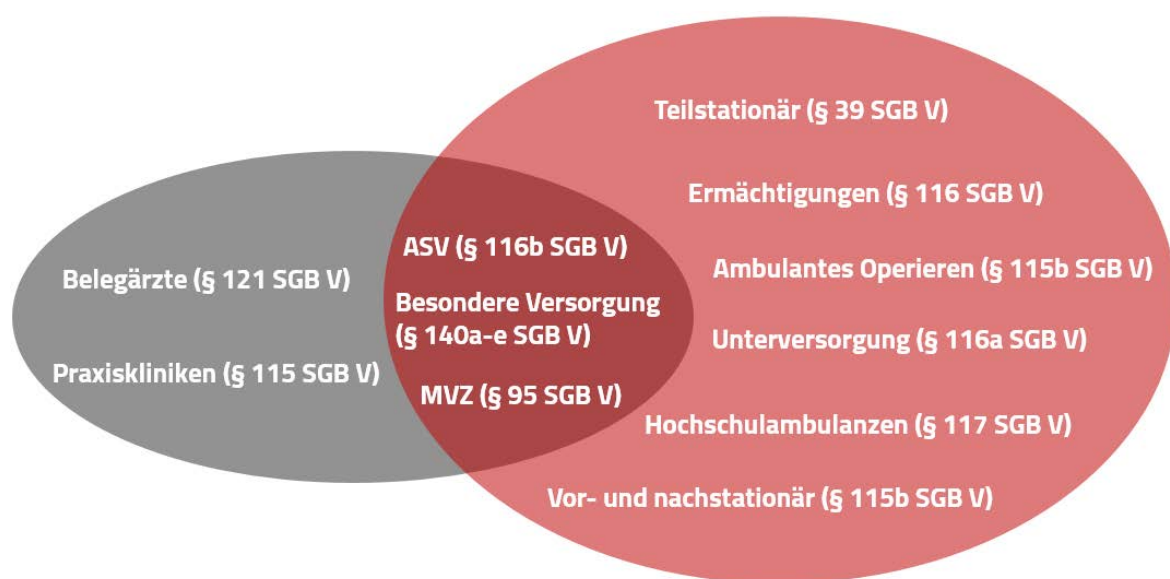 Belegärzte (§ 121 SGB V)
Praxiskliniken (§ 115 SGB V)
ASV (§ 116b SGB V)
Besondere Versorgung
(§ 140a-e SGB V)
MVZ (§ 95 SGB V)
Teilstationär (§ 39 SGB V)
Ermächtigungen (§ 116 SGB V)
Ambulantes Operieren (§ 115b SGB V)
Unterversorgung (§ 116a SGB V)
Hochschulambulanzen (§ 117 SGB V)
Vor- und nachstationär (§ 115b SGB V)